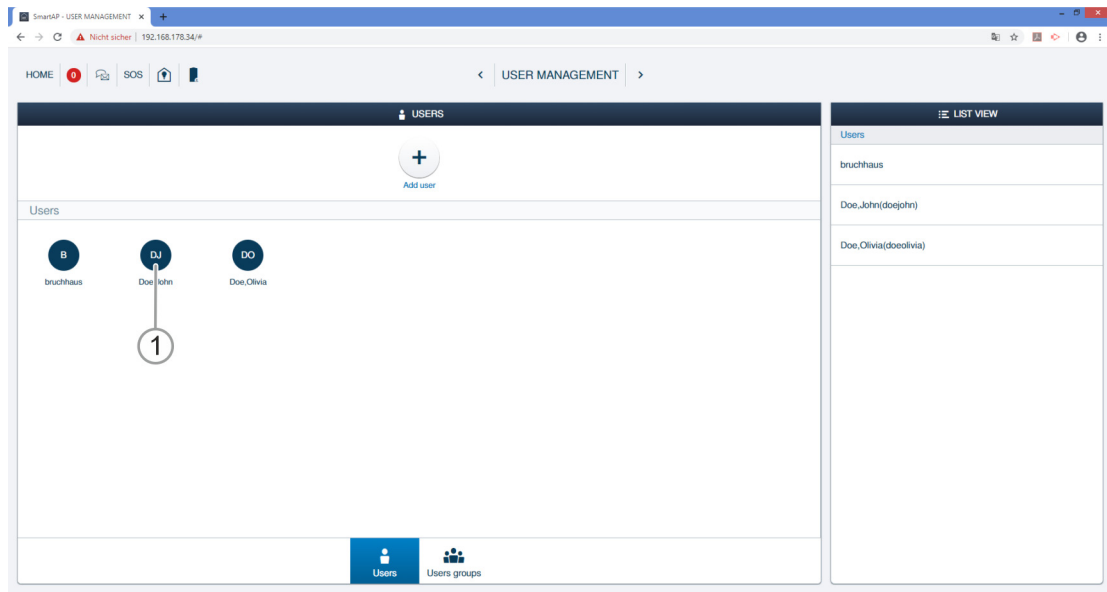 SmartAP - USER MANAGEMENT
Nicht sicher | 192.168.178.34/#
HOME 0 SOS USER MANAGEMENT
USERS
Add user
Users
B DJ DO
bruchhaus Doe,John Doe,Olivia
1
Users Users groups
LIST VIEW
Users
bruchhaus
Doe,John(doejohn)
Doe,Olivia(doeolivia)